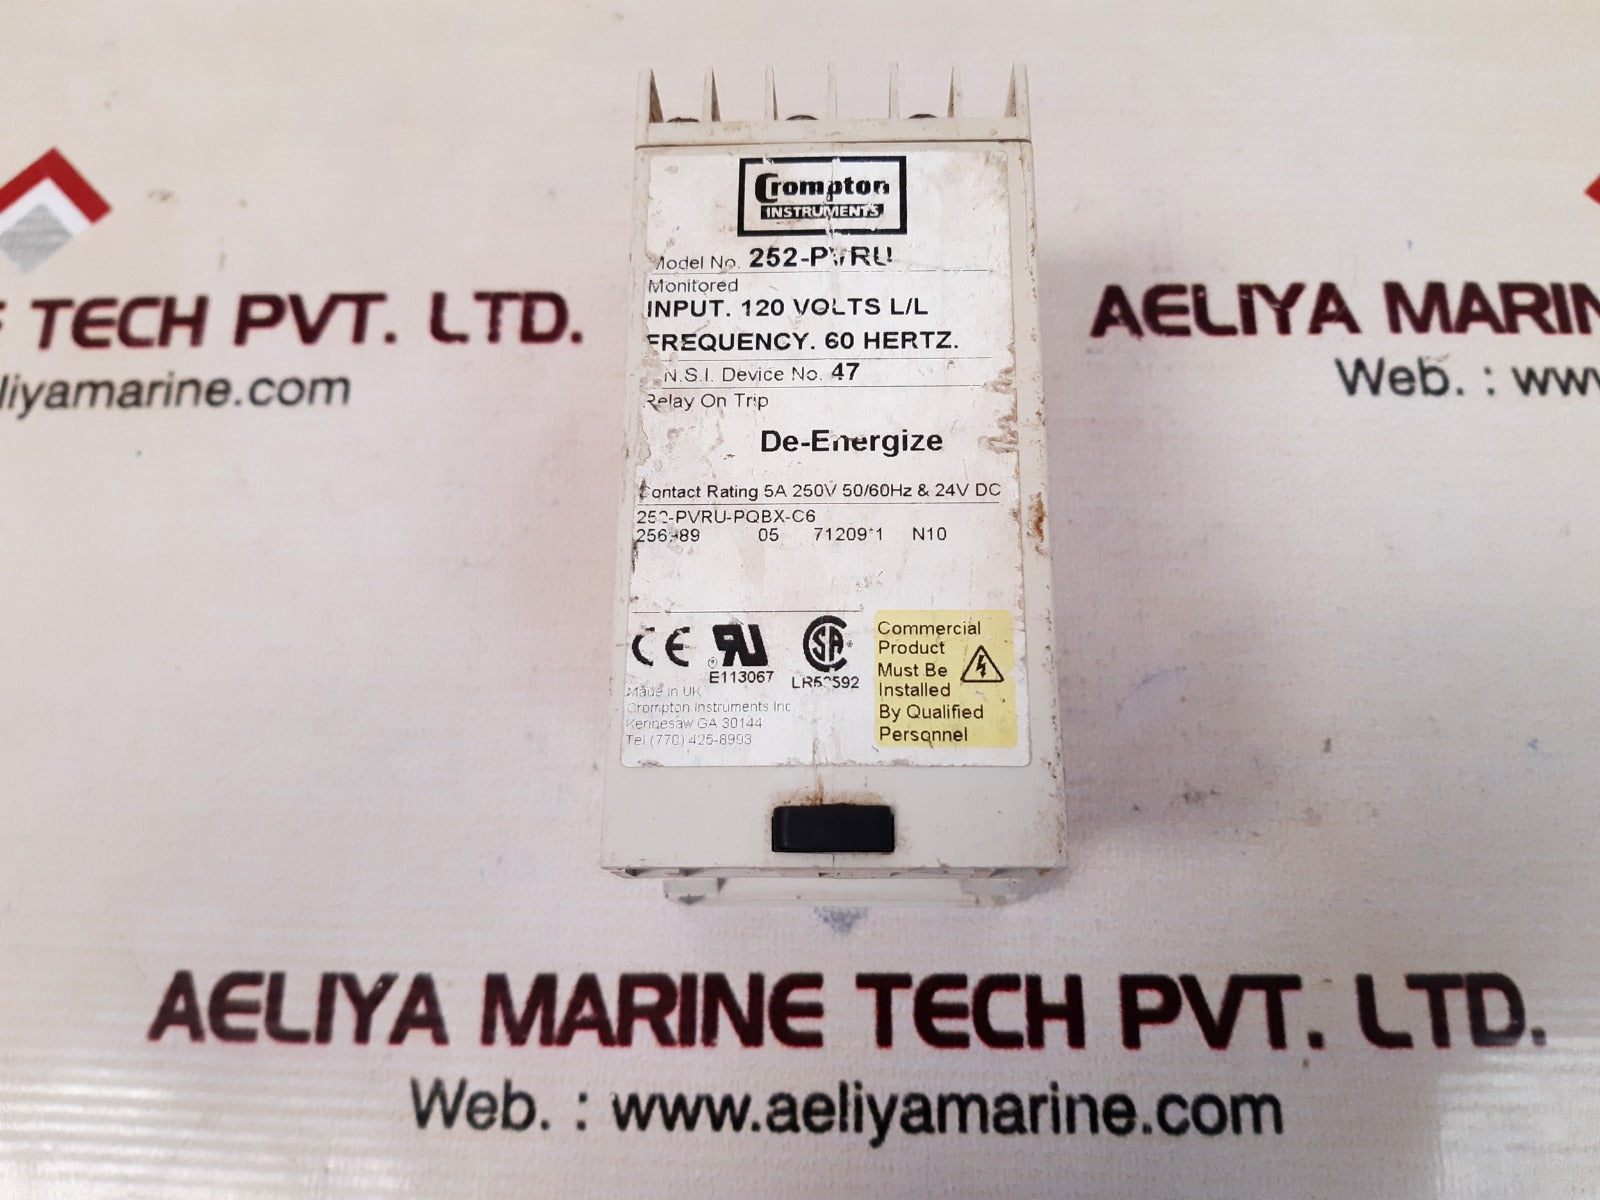 Crompton
INSTRUMENTS
Model No. 252-PVRU
Monitored
INPUT. 120 VOLTS L/L
FREQUENCY. 60 HERTZ.
N.S.I. Device No. 47
Relay On Trip
De-Energize
Contact Rating 5A 250V 50/60Hz & 24V DC
252-PVRU-PQBX-C6
05 N10
CE
E113067
Commercial
Product
Must Be
Installed
By Qualified
Personnel
Made in UK
Crompton Instruments Inc
Kennesaw GA 30144
Tel (770) 425-8903
TECH PVT. LTD.
eliyamarine.com
AELIYA MARIN
Web. : www
AELIYA MARINE TECH PVT. LTD.
Web. : www.aeliyamarine.com